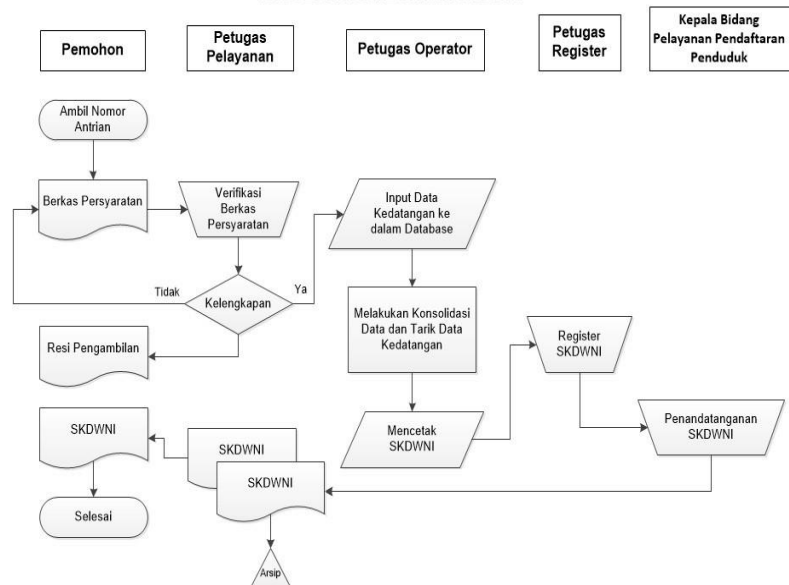 Pemohon
Petugas
Pelayanan
Petugas Operator
Petugas
Register
Kepala Bidang
Pelayanan Pendaftaran
Penduduk
Ambil Nomor
Antrian
Berkas Persyaratan
Verifikasi
Berkas
Persyaratan
Input Data
Kedatangan ke
dalam Database
Tidak
Kelengkapan
Ya
Resi Pengambilan
Melakukan Konsolidasi
Data dan Tarik Data
Kedatangan
Register
SKDWNI
SKDWNI
SKDWNI
SKDWNI
Mencetak
SKDWNI
Penandatanganan
SKDWNI
Selesai
Arsip